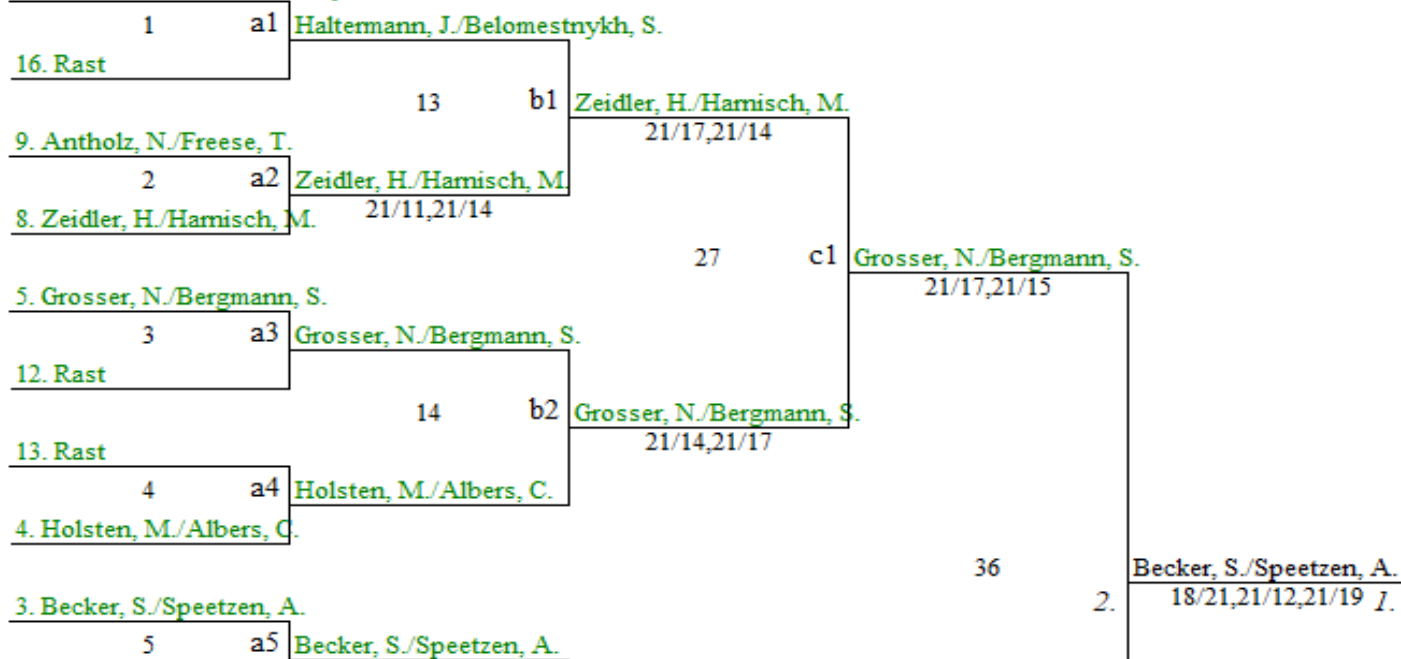 1 a1 Haltermann, J./Belomestnykh, S.
16. Rast
13 b1 Zeidler, H./Harnisch, M.
21/17,21/14
9. Antholz, N./Freese, T.
2 a2 Zeidler, H./Harnisch, M.
21/11,21/14
8. Zeidler, H./Harnisch, M.
27 c1 Grosser, N./Bergmann, S.
21/17,21/15
5. Grosser, N./Bergmann, S.
3 a3 Grosser, N./Bergmann, S.
12. Rast
14 b2 Grosser, N./Bergmann, S.
21/14,21/17
13. Rast
4 a4 Holsten, M./Albers, C.
4. Holsten, M./Albers, C.
36 Becker, S./Speetzen, A.
2. 18/21,21/12,21/19 1.
3. Becker, S./Speetzen, A.
5 a5 Becker, S./Speetzen, A.